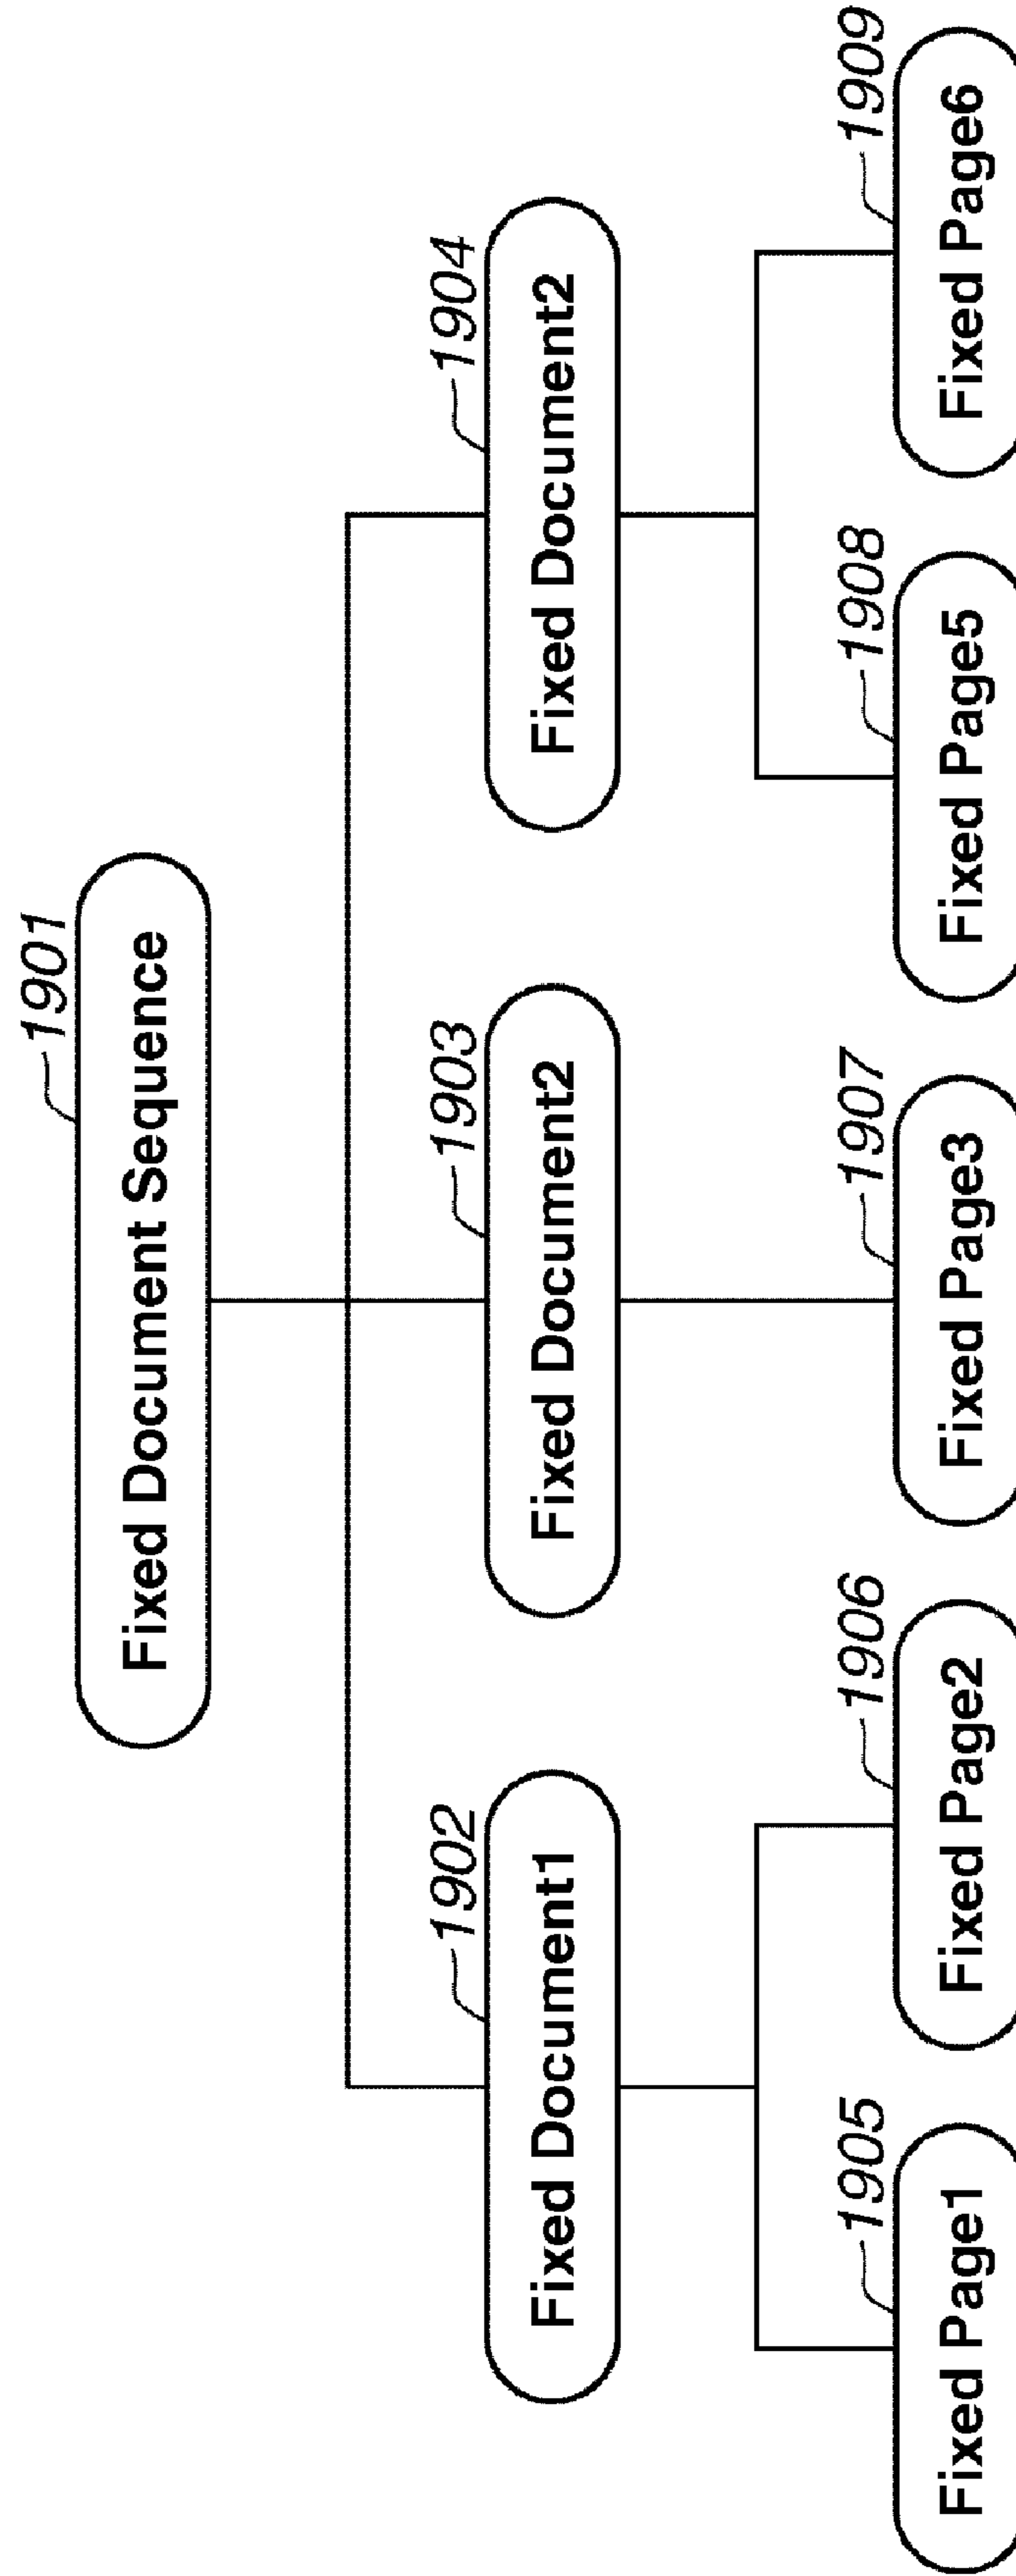 1901
Fixed Document Sequence
1902
Fixed Document1
1903
Fixed Document2
1904
Fixed Document2
1905
Fixed Page1
1906
Fixed Page2
1907
Fixed Page3
1908
Fixed Page5
1909
Fixed Page6